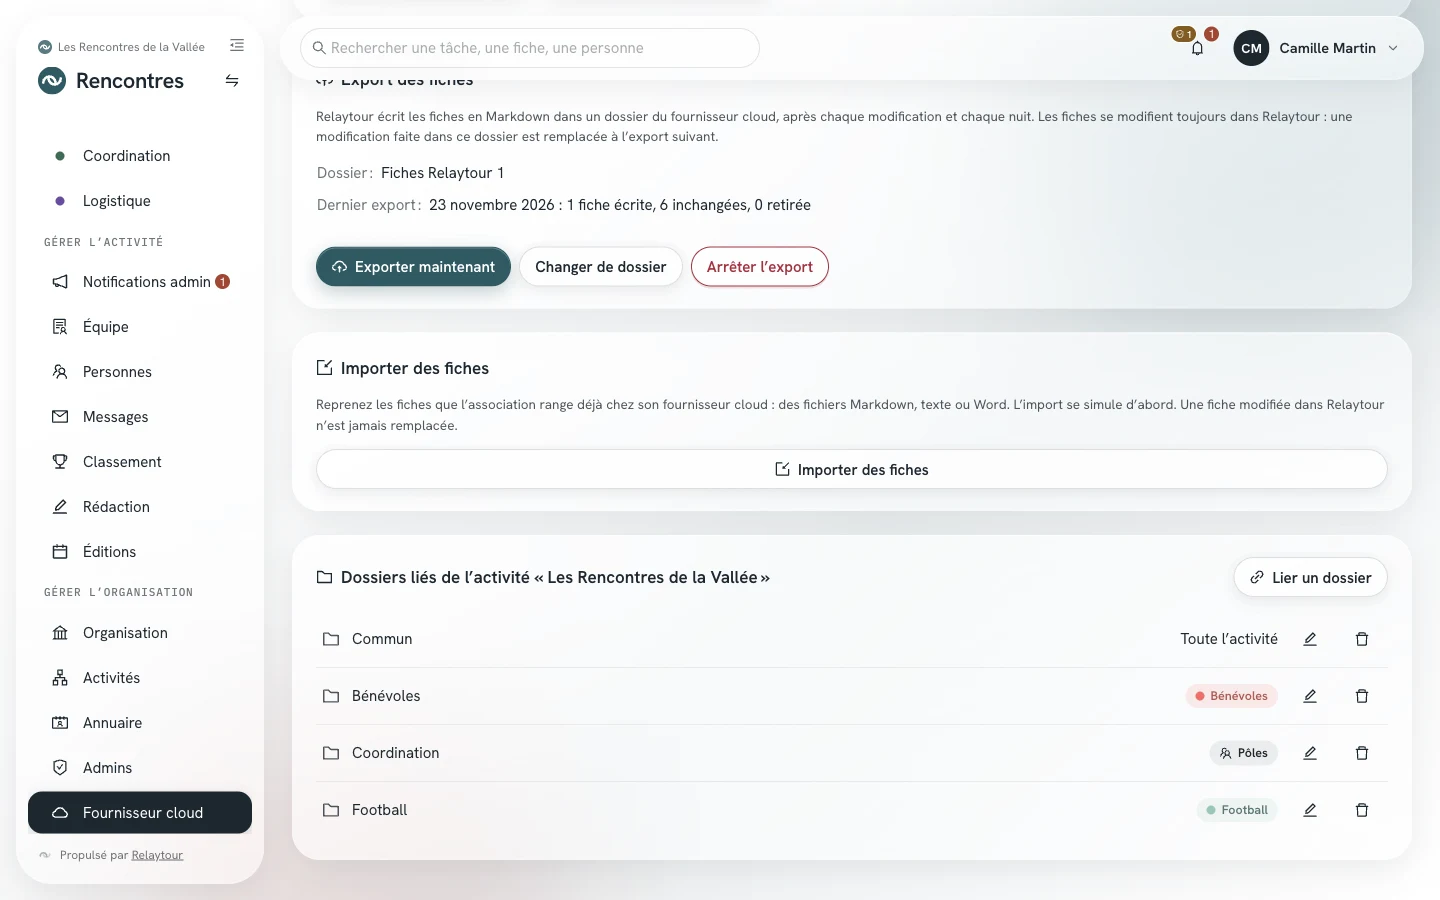 Les Rencontres de la Vallée
Rencontres
Coordination
Logistique
GÉRER L’ACTIVITÉ
Notifications admin 1
Équipe
Personnes
Messages
Classement
Rédaction
Éditions
GÉRER L’ORGANISATION
Organisation
Activités
Annuaire
Admins
Fournisseur cloud
Propulsé par Relaytour
Rechercher une tâche, une fiche, une personne
1
1
CM Camille Martin
Export des fiches
Relaytour écrit les fiches en Markdown dans un dossier du fournisseur cloud, après chaque modification et chaque nuit. Les fiches se modifient toujours dans Relaytour : une
modification faite dans ce dossier est remplacée à l’export suivant.
Dossier : Fiches Relaytour 1
Dernier export : 23 novembre 2026 : 1 fiche écrite, 6 inchangées, 0 retirée
Exporter maintenant
Changer de dossier
Arrêter l’export
Importer des fiches
Reprenez les fiches que l’association range déjà chez son fournisseur cloud : des fichiers Markdown, texte ou Word. L’import se simule d’abord. Une fiche modifiée dans Relaytour
n’est jamais remplacée.
Importer des fiches
Dossiers liés de l’activité « Les Rencontres de la Vallée »
Lier un dossier
Commun
Toute l’activité
Bénévoles
Bénévoles
Coordination
Pôles
Football
Football